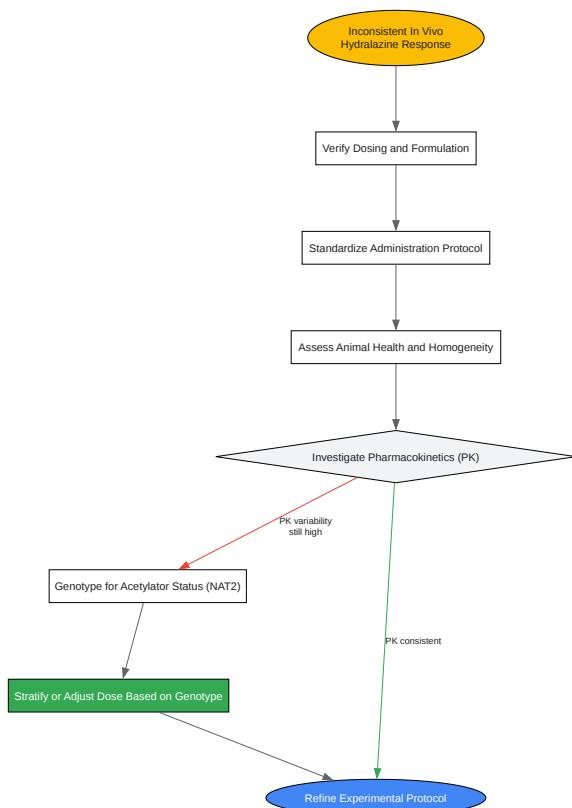 Inconsistent In Vivo
Hydralazine Response
Verify Dosing and Formulation
Standardize Administration Protocol
Assess Animal Health and Homogeneity
Investigate Pharmacokinetics (PK)
PK variability
still high
Genotype for Acetylator Status (NAT2)
PK consistent
Stratify or Adjust Dose Based on Genotype
Refine Experimental Protocol